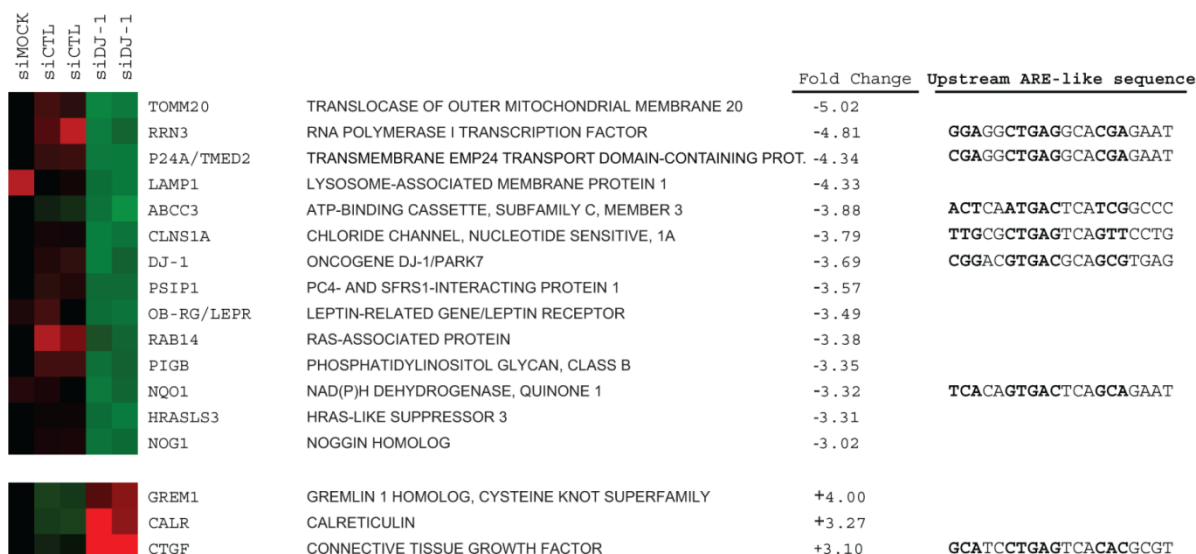 siMOCK siCTL siCTL siDJ-1 siDJ-1
Fold Change Upstream ARE-like sequence
TOMM20 TRANSLOCASE OF OUTER MITOCHONDRIAL MEMBRANE 20 -5.02
RRN3 RNA POLYMERASE I TRANSCRIPTION FACTOR -4.81 GGAGGCTGAGGCACGAGAAT
P24A/TMED2 TRANSMEMBRANE EMP24 TRANSPORT DOMAIN-CONTAINING PROT. -4.34 CGAGGCTGAGGCACGAGAAT
LAMP1 LYSOSOME-ASSOCIATED MEMBRANE PROTEIN 1 -4.33
ABCC3 ATP-BINDING CASSETTE, SUBFAMILY C, MEMBER 3 -3.88 ACTCAATGACTCATCGGCCC
CLNS1A CHLORIDE CHANNEL, NUCLEOTIDE SENSITIVE, 1A -3.79 TTGCGCTGAGTCAGTTCCTG
DJ-1 ONCOGENE DJ-1/PARK7 -3.69 CGGACGTGACGCAGCGTGAG
PSIP1 PC4- AND SFRS1-INTERACTING PROTEIN 1 -3.57
OB-RG/LEPR LEPTIN-RELATED GENE/LEPTIN RECEPTOR -3.49
RAB14 RAS-ASSOCIATED PROTEIN -3.38
PIGB PHOSPHATIDYLINOSITOL GLYCAN, CLASS B -3.35
NQO1 NAD(P)H DEHYDROGENASE, QUINONE 1 -3.32 TCACAGTGACTCAGCAGAAT
HRASLS3 HRAS-LIKE SUPPRESSOR 3 -3.31
NOG1 NOGGIN HOMOLOG -3.02
GREM1 GREMLIN 1 HOMOLOG, CYSTEINE KNOT SUPERFAMILY +4.00
CALR CALRETICULIN +3.27
CTGF CONNECTIVE TISSUE GROWTH FACTOR +3.10 GCATCCTGAGTCACACGCGT